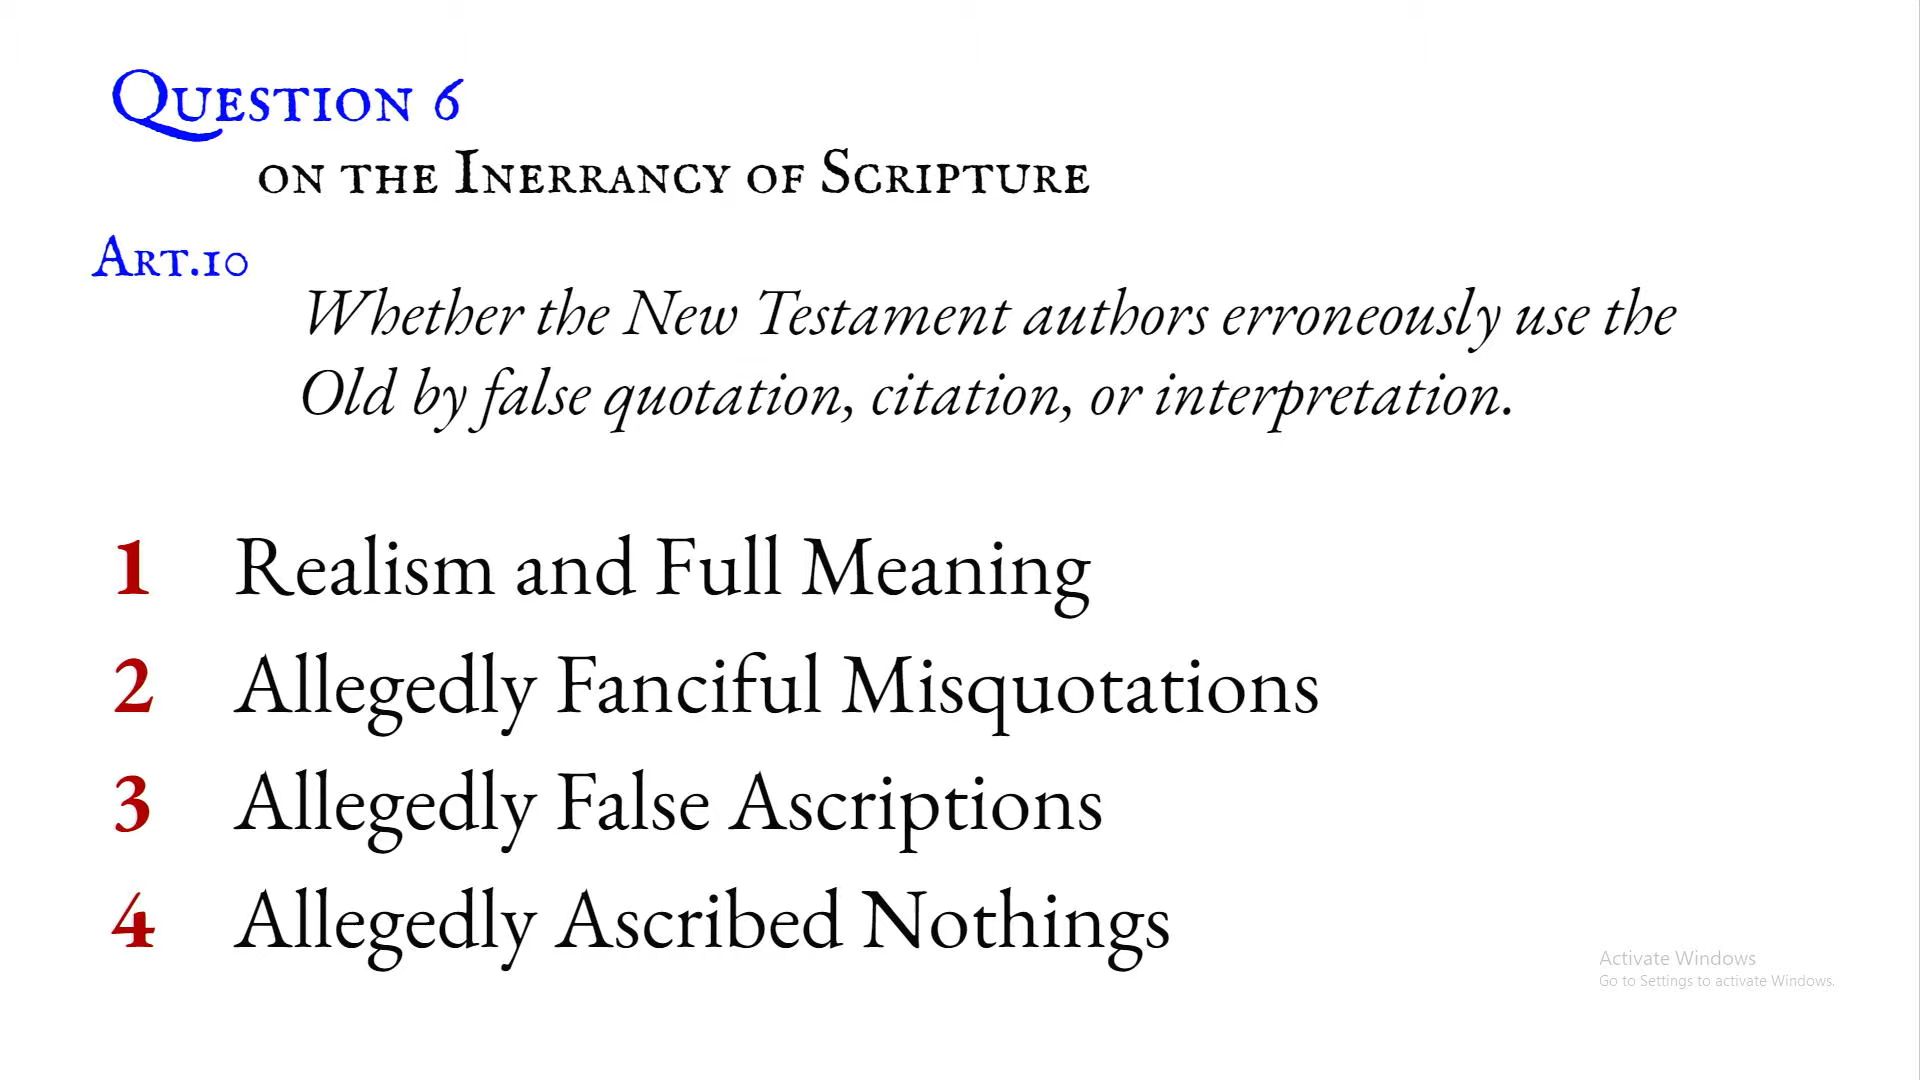 Question 6
on the Inerrancy of Scripture
Art.10
Whether the New Testament authors erroneously use the
Old by false quotation, citation, or interpretation.
1 Realism and Full Meaning
2 Allegedly Fanciful Misquotations
3 Allegedly False Ascriptions
4 Allegedly Ascribed Nothings
Activate Windows
Go to Settings to activate Windows.